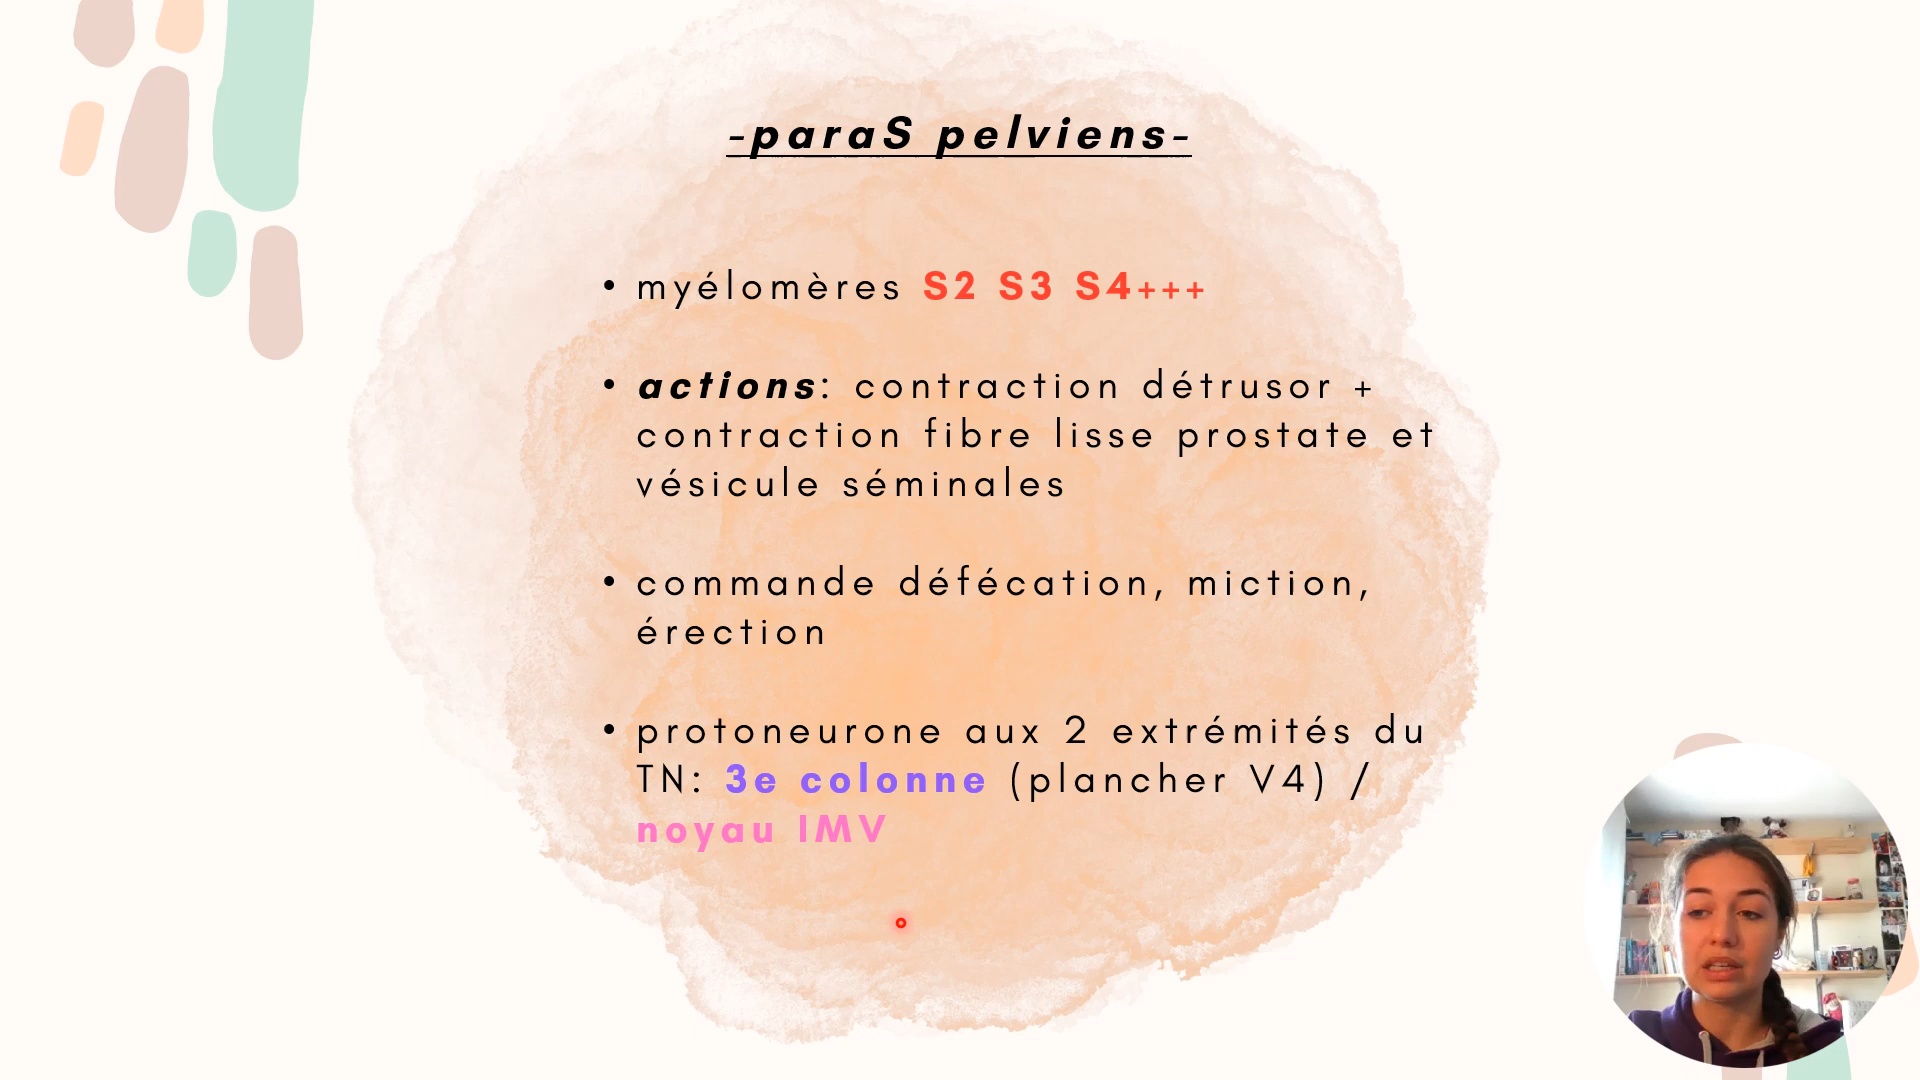 -paraS pelviens-
• myélomères S2 S3 S4+++
• actions: contraction détrusor +
contraction fibre lisse prostate et
vésicule séminales
• commande défécation, miction,
érection
• protoneurone aux 2 extrémités du
TN: 3e colonne (plancher V4) /
noyau IMV